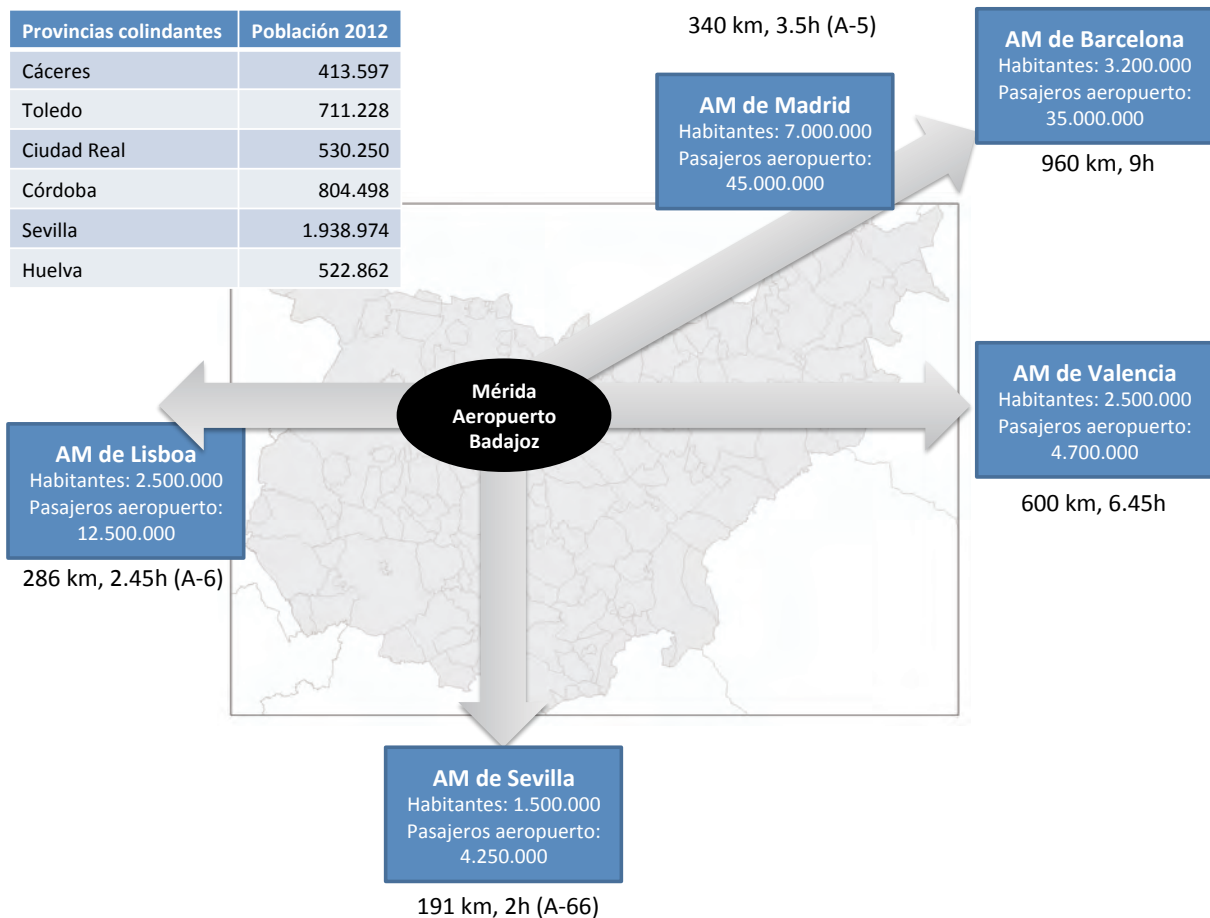 Provincias colindantes Población 2012
Cáceres 413.597
Toledo 711.228
Ciudad Real 530.250
Córdoba 804.498
Sevilla 1.938.974
Huelva 522.862
340 km, 3.5h (A-5)
AM de Madrid
Habitantes: 7.000.000
Pasajeros aeropuerto:
45.000.000
AM de Barcelona
Habitantes: 3.200.000
Pasajeros aeropuerto:
35.000.000
960 km, 9h
Mérida
Aeropuerto
Badajoz
AM de Valencia
Habitantes: 2.500.000
Pasajeros aeropuerto:
4.700.000
600 km, 6.45h
AM de Lisboa
Habitantes: 2.500.000
Pasajeros aeropuerto:
12.500.000
286 km, 2.45h (A-6)
AM de Sevilla
Habitantes: 1.500.000
Pasajeros aeropuerto:
4.250.000
191 km, 2h (A-66)